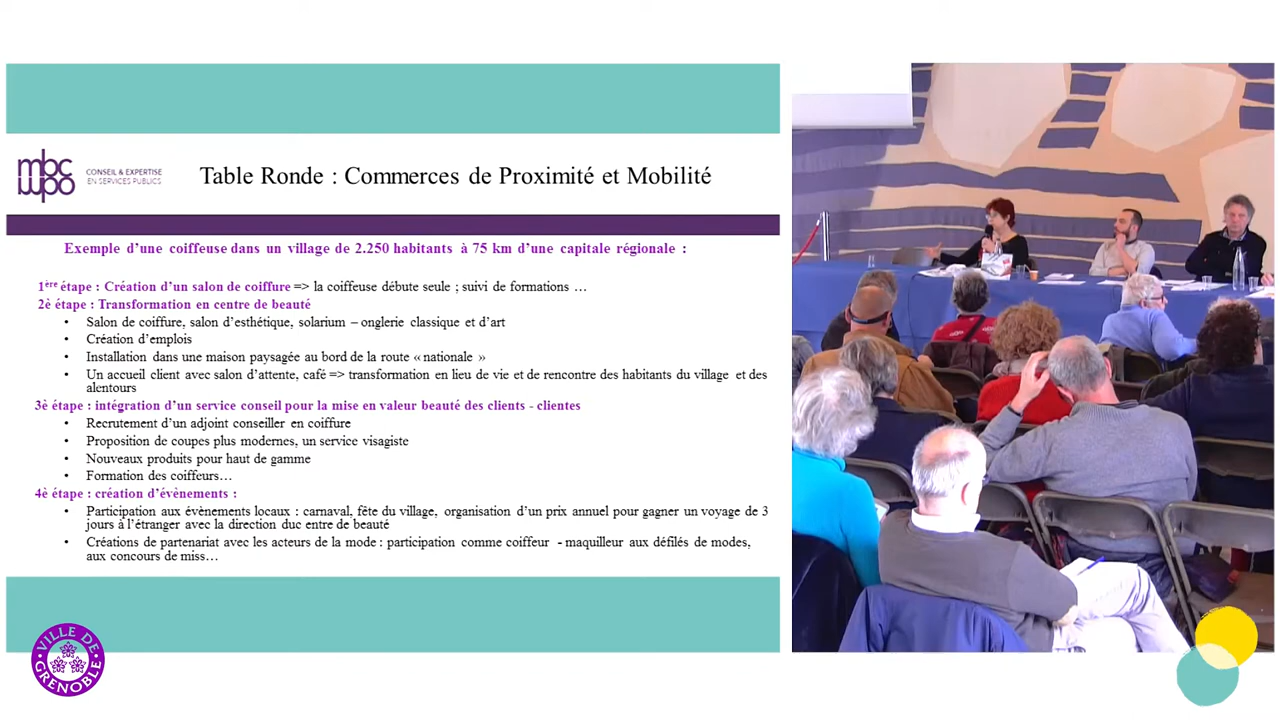 mbc
CONSEIL & EXPERTISE
EN SERVICES PUBLICS
Table Ronde : Commerces de Proximité et Mobilité
Exemple d'une coiffeuse dans un village de 2.250 habitants à 75 km d'une capitale régionale :
1ère étape : Création d'un salon de coiffure => la coiffeuse débute seule ; suivi de formations …
2è étape : Transformation en centre de beauté
• Salon de coiffure, salon d'esthétique, solarium – onglerie classique et d'art
• Création d'emplois
• Installation dans une maison paysagée au bord de la route « nationale »
• Un accueil client avec salon d'attente, café => transformation en lieu de vie et de rencontre des habitants du village et des
alentours
3è étape : intégration d'un service conseil pour la mise en valeur beauté des clients - clientes
• Recrutement d'un adjoint conseiller en coiffure
• Proposition de coupes plus modernes, un service visagiste
• Nouveaux produits pour haut de gamme
• Formation des coiffeurs…
4è étape : création d'évènements :
• Participation aux évènements locaux : carnaval, fête du village, organisation d'un prix annuel pour gagner un voyage de 3
jours à l'étranger avec la direction duc entre de beauté
• Créations de partenariat avec les acteurs de la mode : participation comme coiffeur - maquilleur aux défilés de modes,
aux concours de miss…
VILLE DE
GRENOBLE